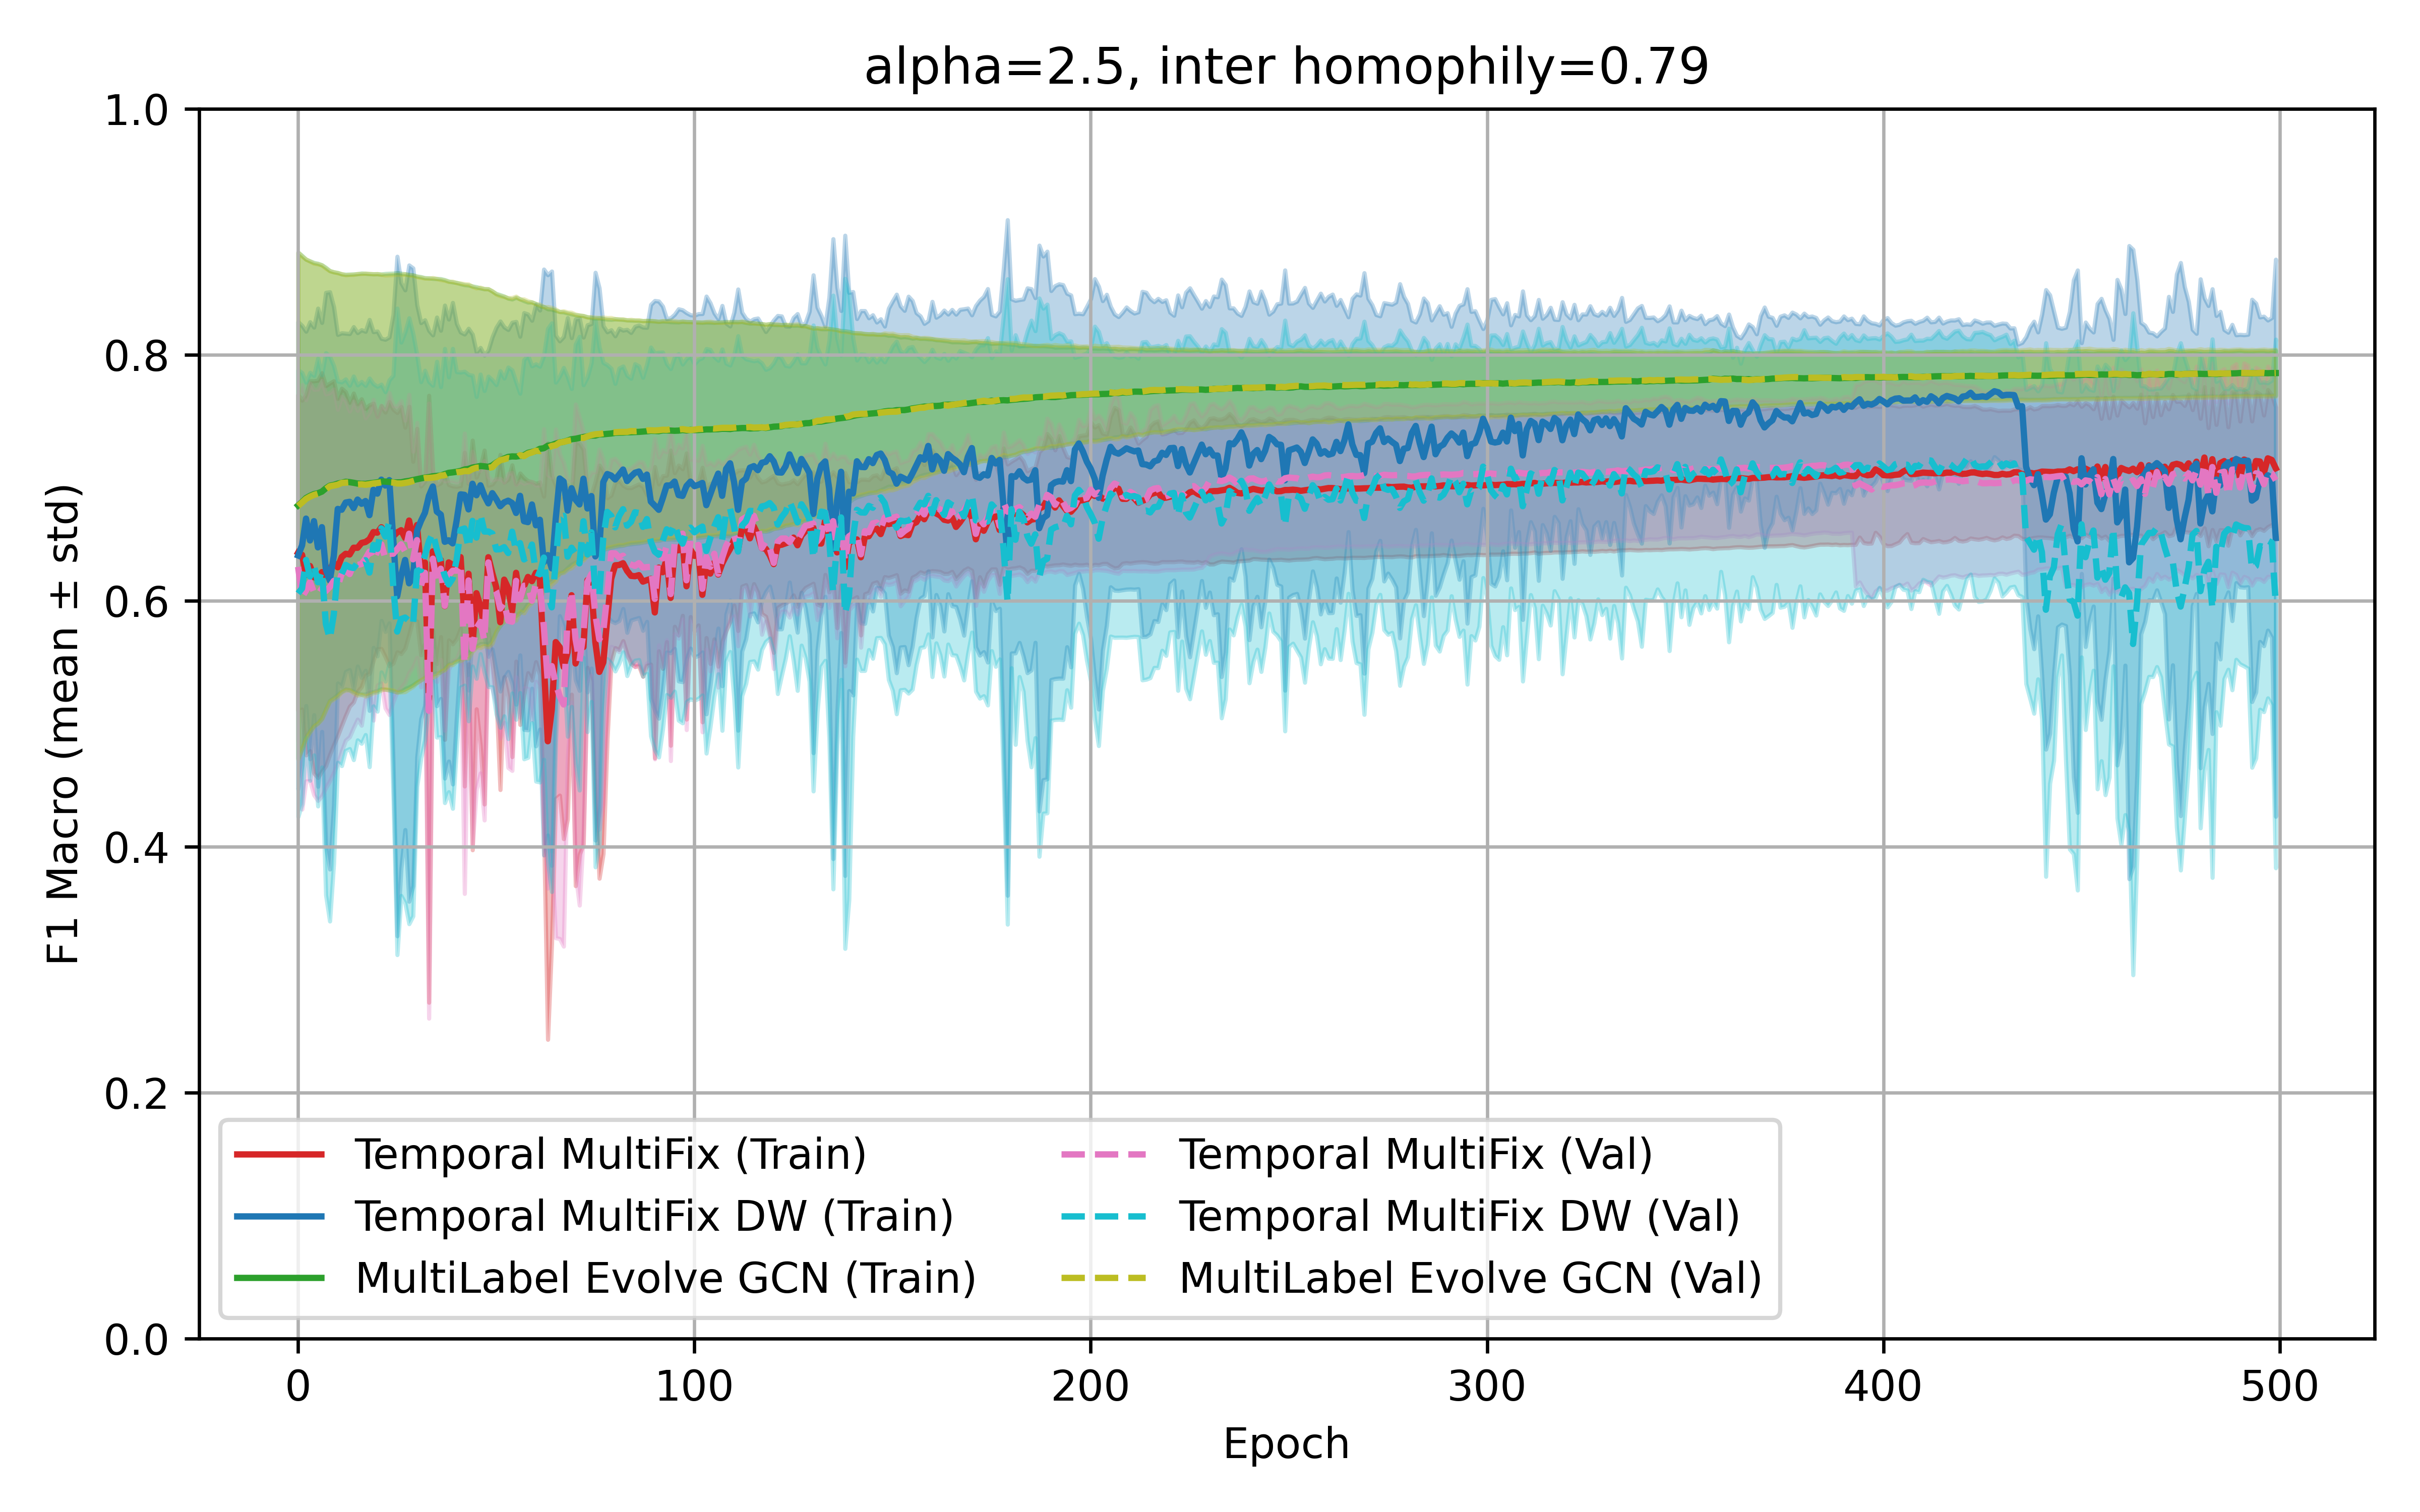 alpha=2.5, inter homophily=0.79
F1 Macro (mean ± std)
1.0
0.8
0.6
0.4
0.2
0.0
Temporal MultiFix (Train)
Temporal MultiFix DW (Train)
MultiLabel Evolve GCN (Train)
Temporal MultiFix (Val)
Temporal MultiFix DW (Val)
MultiLabel Evolve GCN (Val)
0
100
200
300
400
500
Epoch